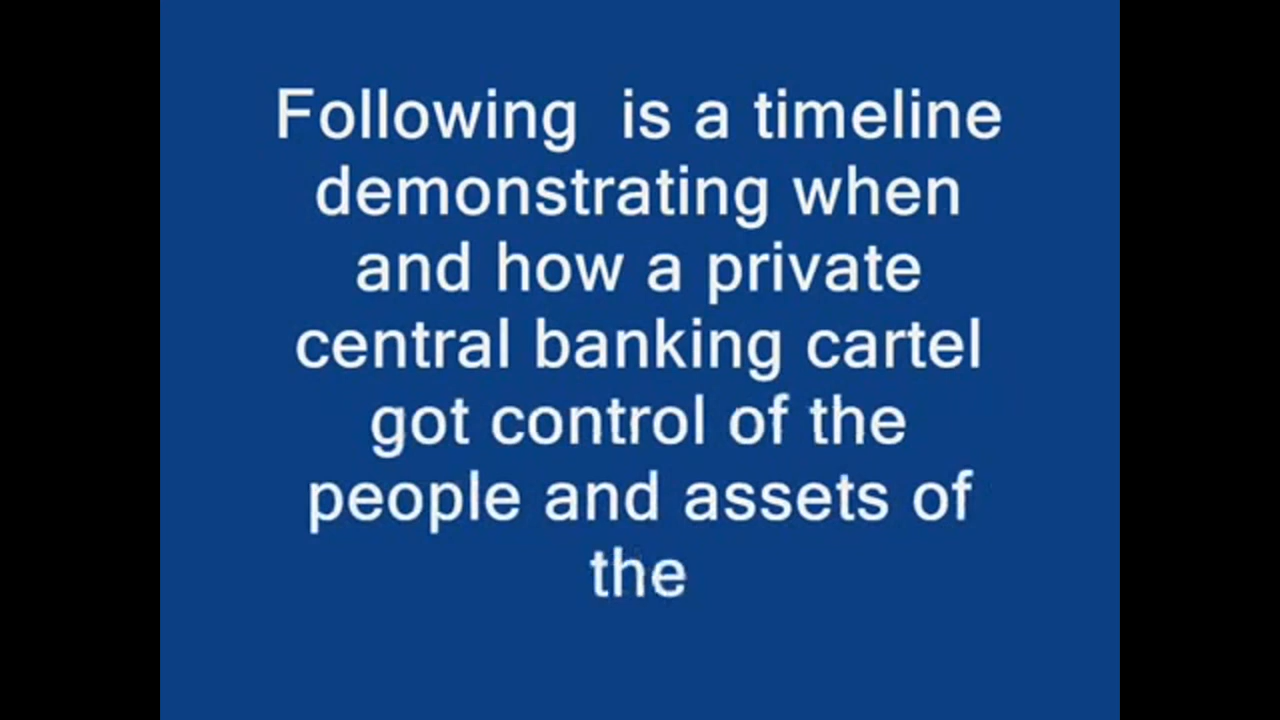 Following  is a timeline
demonstrating when
and how a private
central banking cartel
got control of the
people and assets of
the